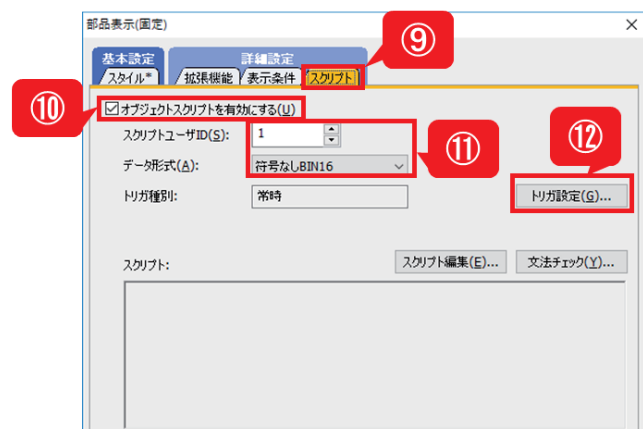 部品表示(固定)
基本設定 詳細設定 ⑨
スタイル* 拡張機能 表示条件 スクリプト
⑩ オブジェクトスクリプトを有効にする(U)
スクリプトユーザID(S): 1
⑪ ⑫
データ形式(A): 符号なしBIN16
トリガ種別: 常時 トリガ設定(G)...
スクリプト: スクリプト編集(E)... 文法チェック(Y)...